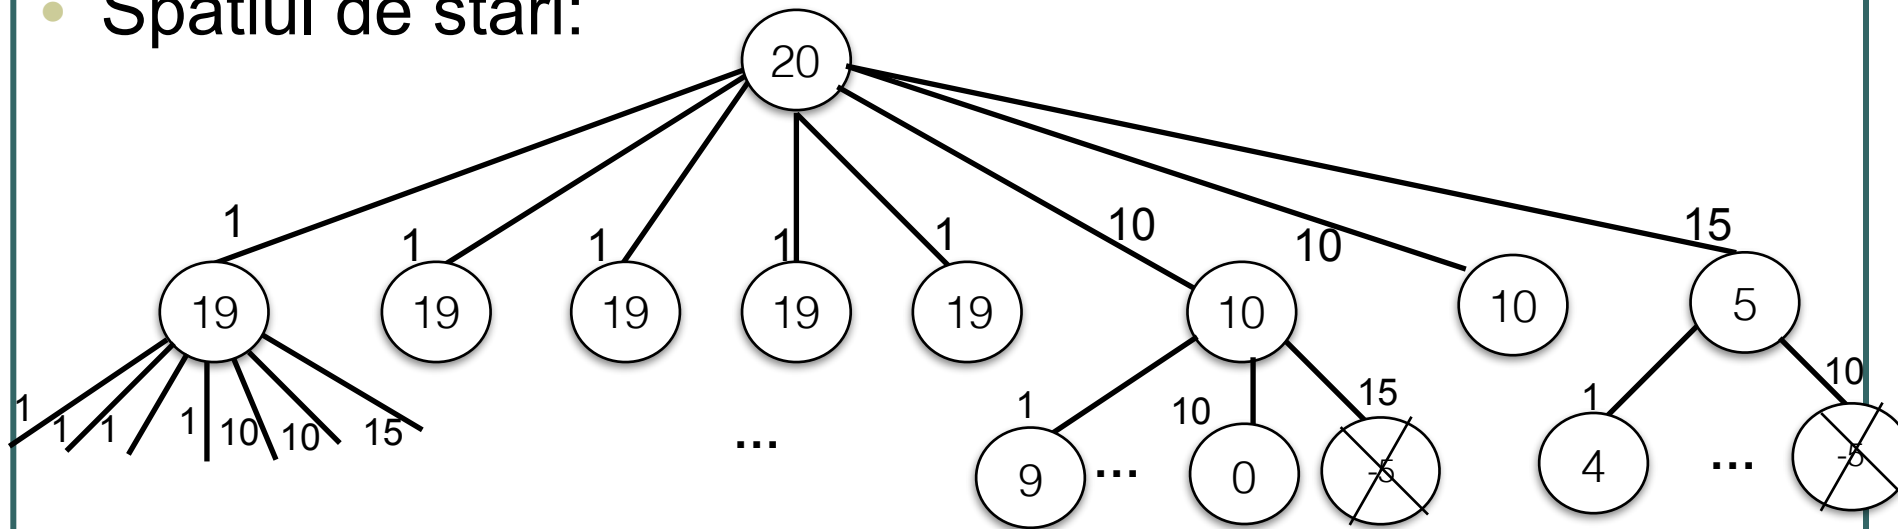 • Spatiul de stari:
20
1 1 1 1 1 10 10 15
19 19 19 19 19 10 10 5
1 1 1 1 10 10 15 1 10 15 1 10
... 9 ... 0 -5 4 ... -5